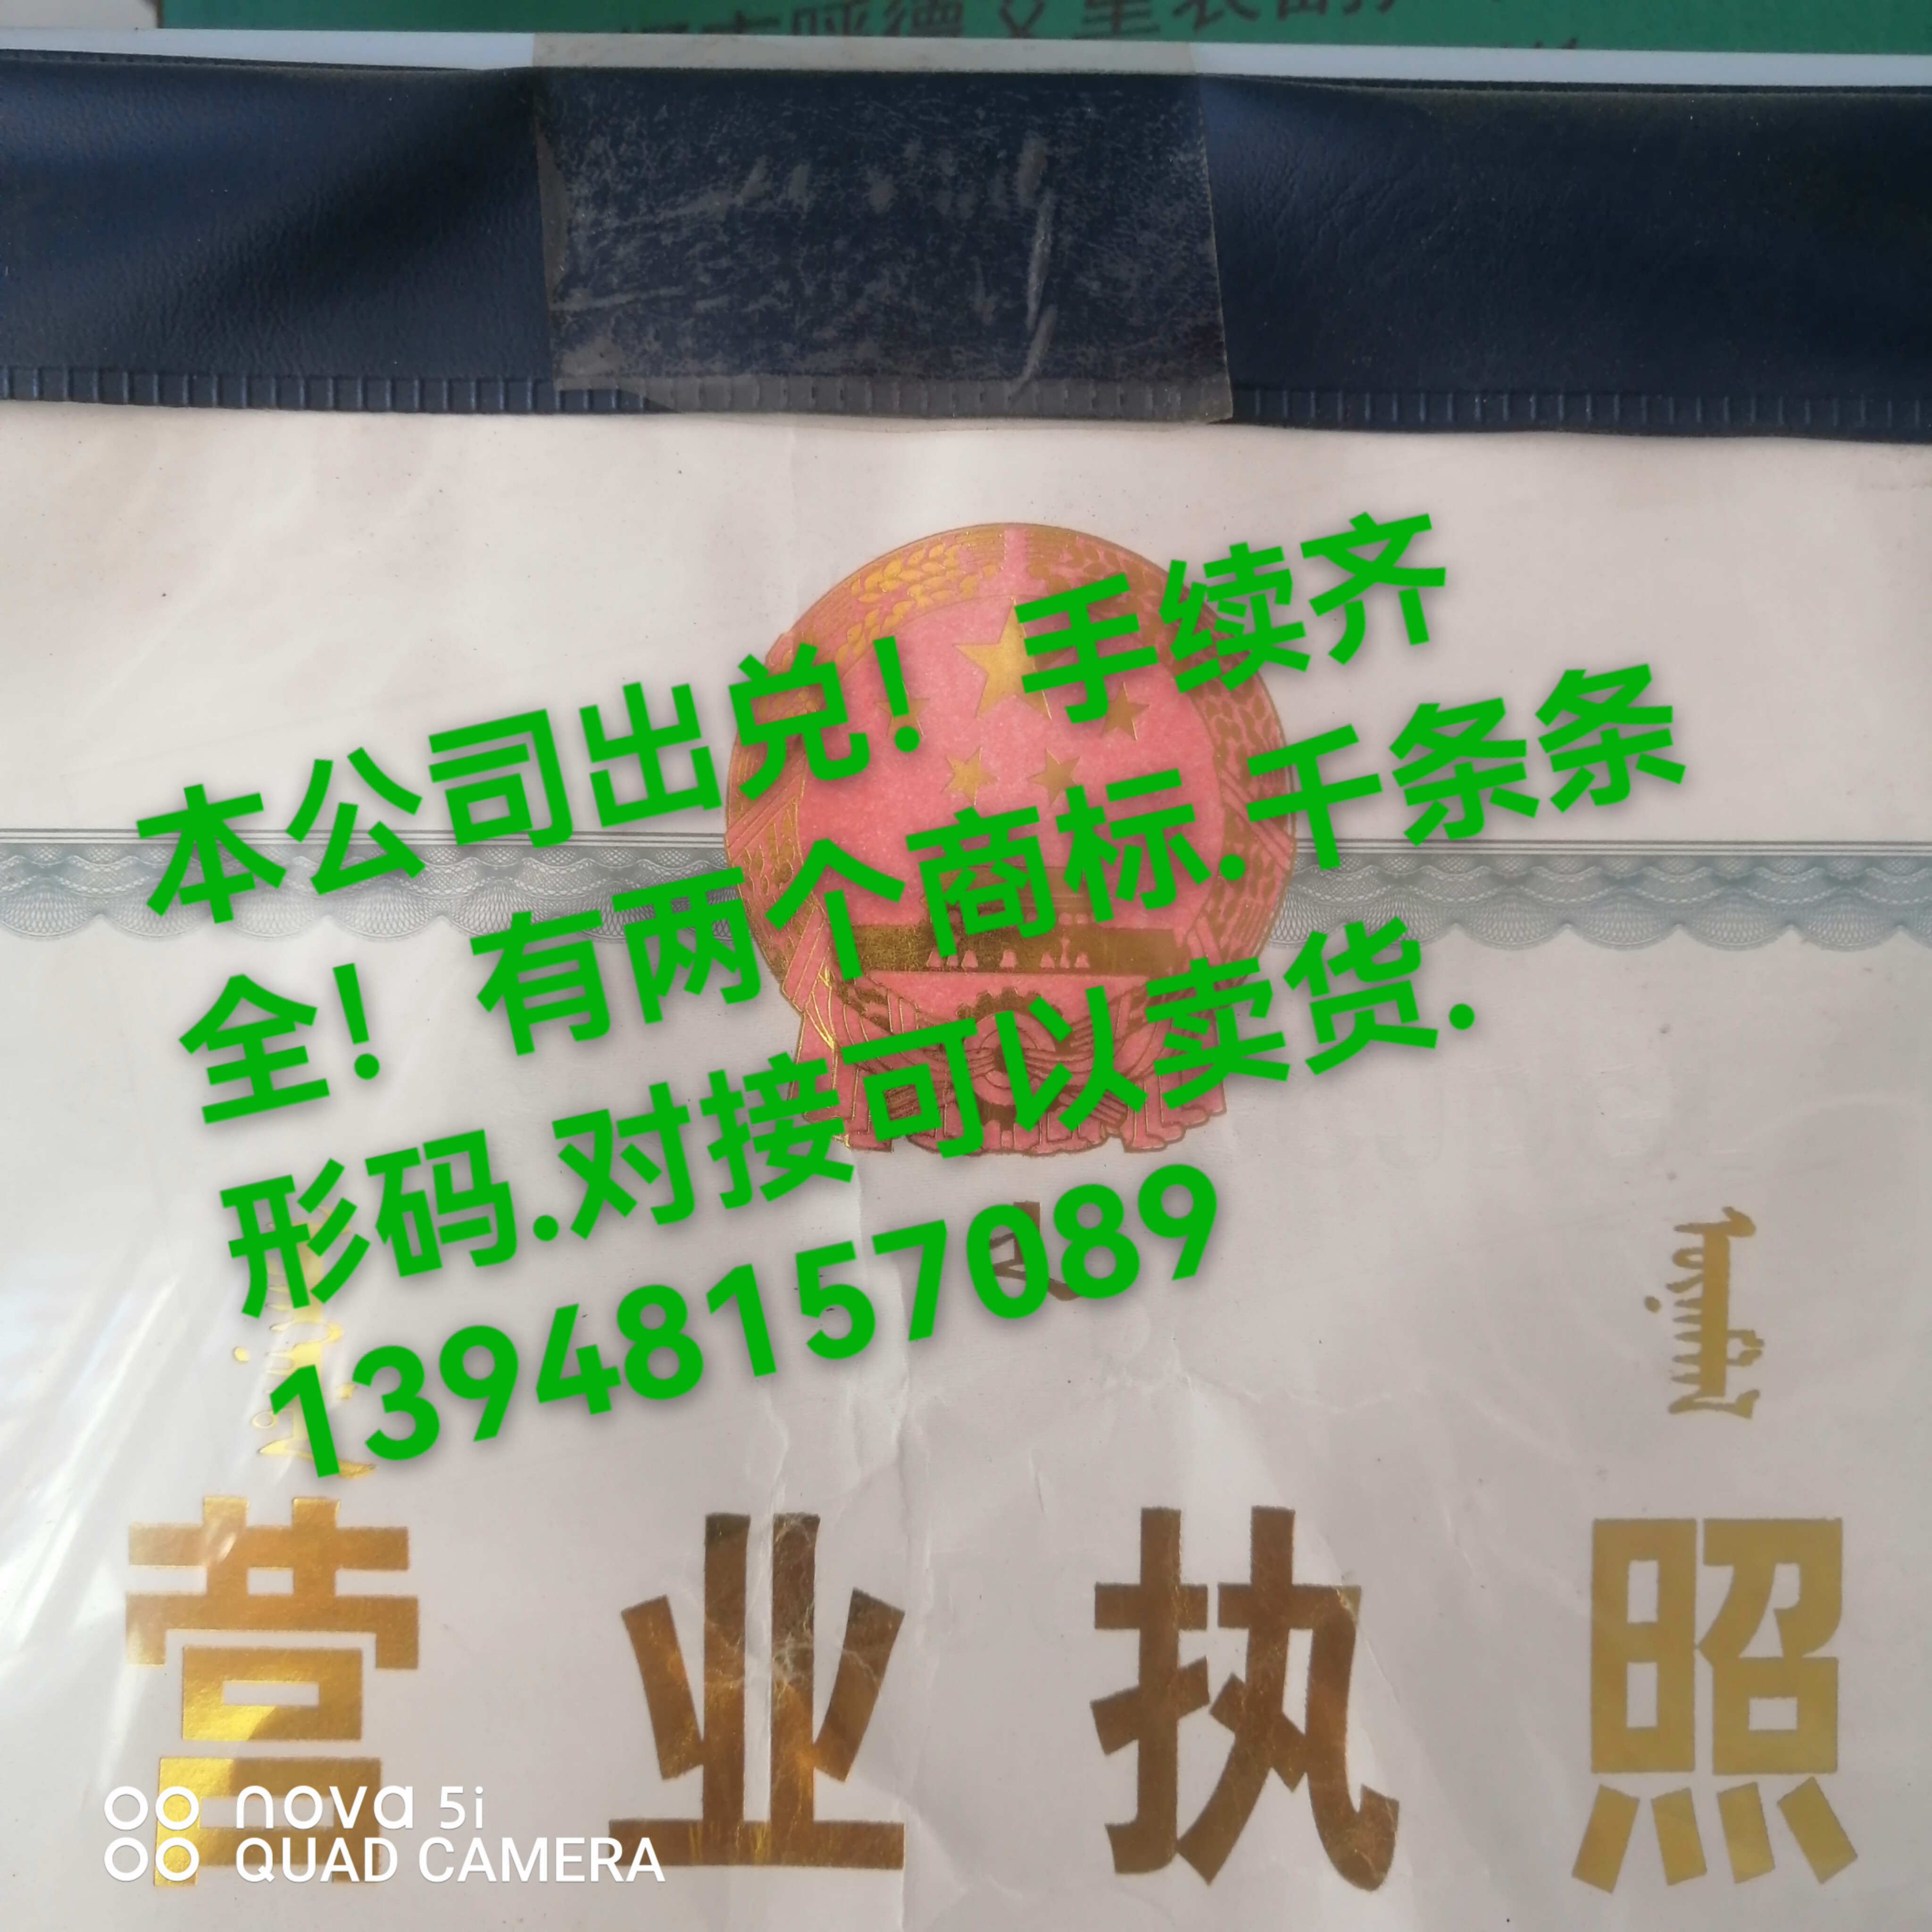 本公司出兑！手续齐
全！有两个商标.千条条
形码.对接可以卖货.
13948157089
营业执照
nova 5i
QUAD CAMERA